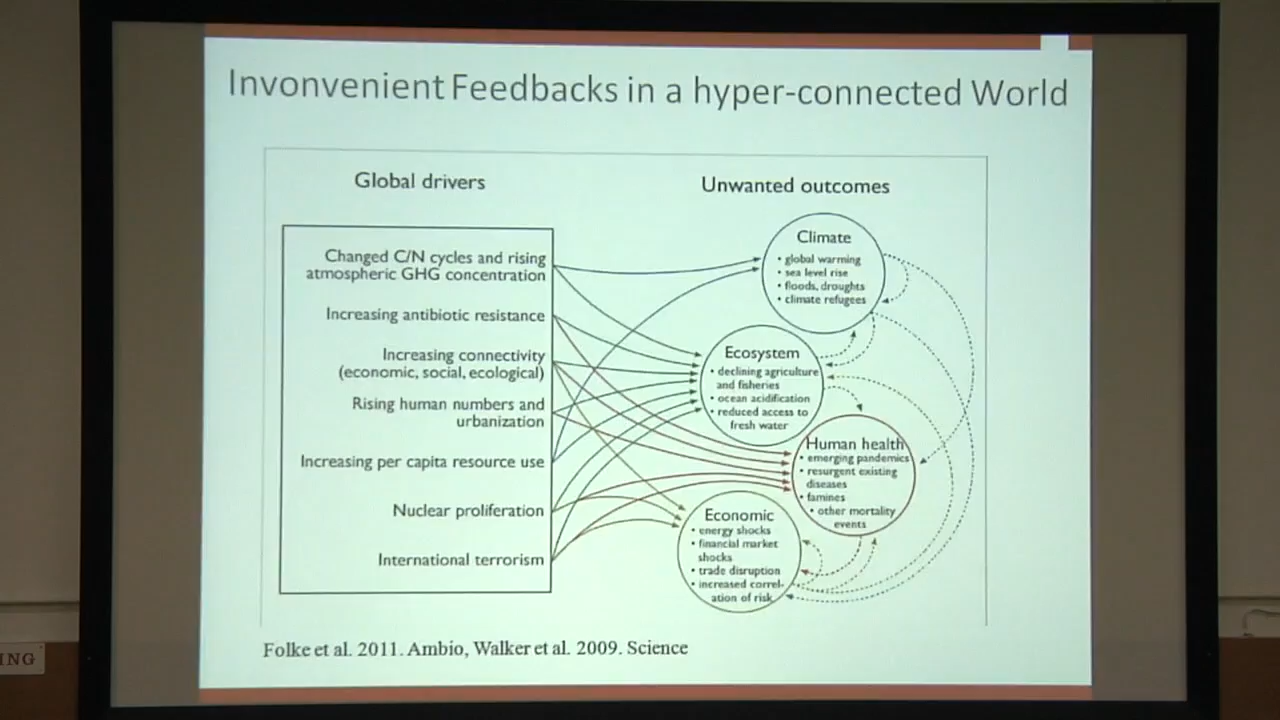 Invonvenient Feedbacks in a hyper-connected World
Global drivers
Unwanted outcomes
Changed C/N cycles and rising
atmospheric GHG concentration
Increasing antibiotic resistance
Increasing connectivity
(economic, social, ecological)
Rising human numbers and
urbanization
Increasing per capita resource use
Nuclear proliferation
International terrorism
Climate
• global warming
• sea level rise
• floods, droughts
• climate refugees
Ecosystem
• declining agriculture
and fisheries
• ocean acidification
• reduced access to
fresh water
Human health
• emerging pandemics
• resurgent existing
diseases
• famines
• other mortality
events
Economic
• energy shocks
• financial market
shocks
• trade disruption
• increased correl-
ation of risk
Folke et al. 2011. Ambio, Walker et al. 2009. Science
ING